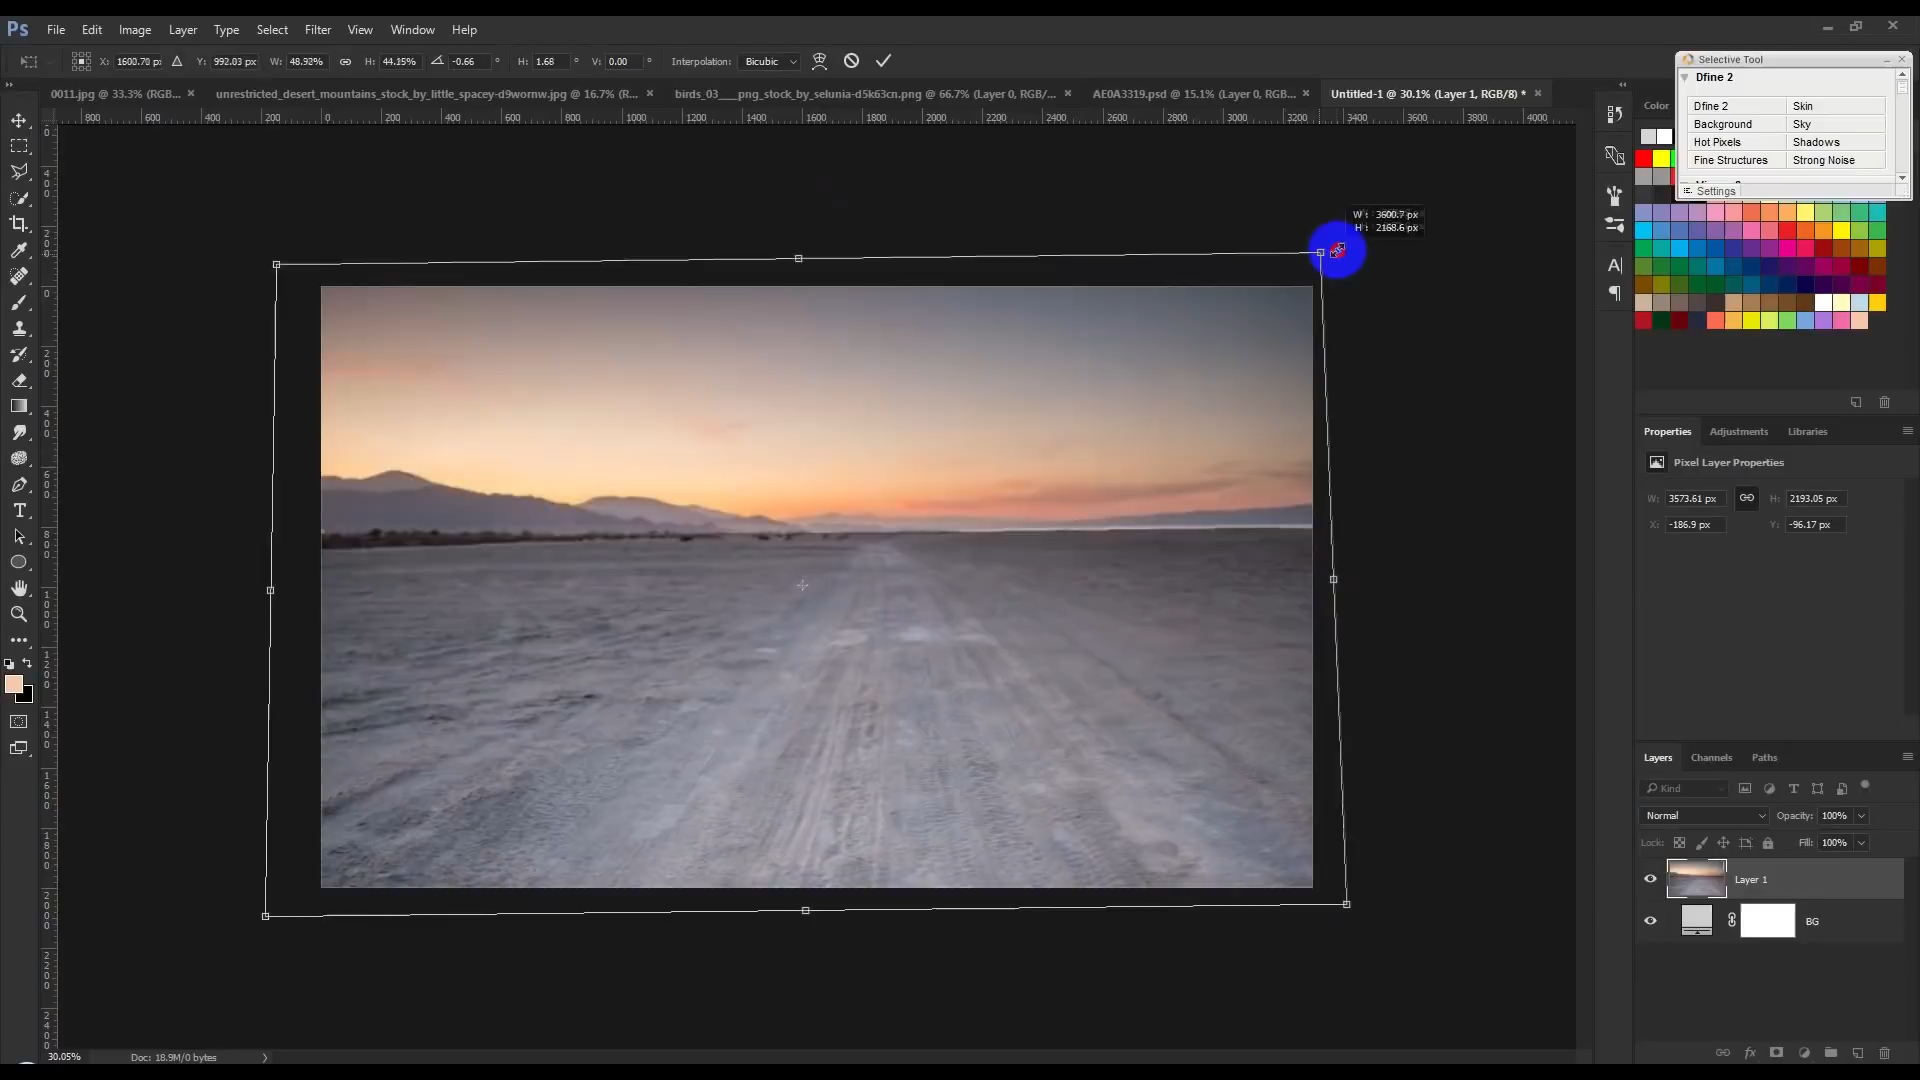 Ps File Edit Image Layer Type Select Filter View Window Help
X: 1600.70 px Y: 992.03 px W: 48.92% H: 44.15% -0.66 ° H: 1.68 ° V: 0.00 ° Interpolation: Bicubic
0011.jpg @ 33.3% (RGB... × unrestricted_desert_mountains_stock_by_little_spacey-d9wornw.jpg @ 16.7% (R... × birds_03___png_stock_by_selunia-d5k63cn.png @ 66.7% (Layer 0, RGB/... × AE0A3319.psd @ 15.1% (Layer 0, RGB... × Untitled-1 @ 30.1% (Layer 1, RGB/8) * ×
800 600 400 200 0 200 400 600 800 1000 1200 1400 1600 1800 2000 2200 2400 2600 2800 3000 3200 3400 3600 3800 4000
Selective Tool
Dfine 2
Dfine 2 Skin
Background Sky
Hot Pixels Shadows
Fine Structures Strong Noise
Settings
Color
W: 3600.7 px
H: 2168.6 px
Properties Adjustments Libraries
Pixel Layer Properties
W: 3573.61 px H: 2193.05 px
X: -186.9 px Y: -96.17 px
Layers Channels Paths
Kind
Normal Opacity: 100%
Lock: Fill: 100%
Layer 1
BG
30.05% Doc: 18.9M/0 bytes